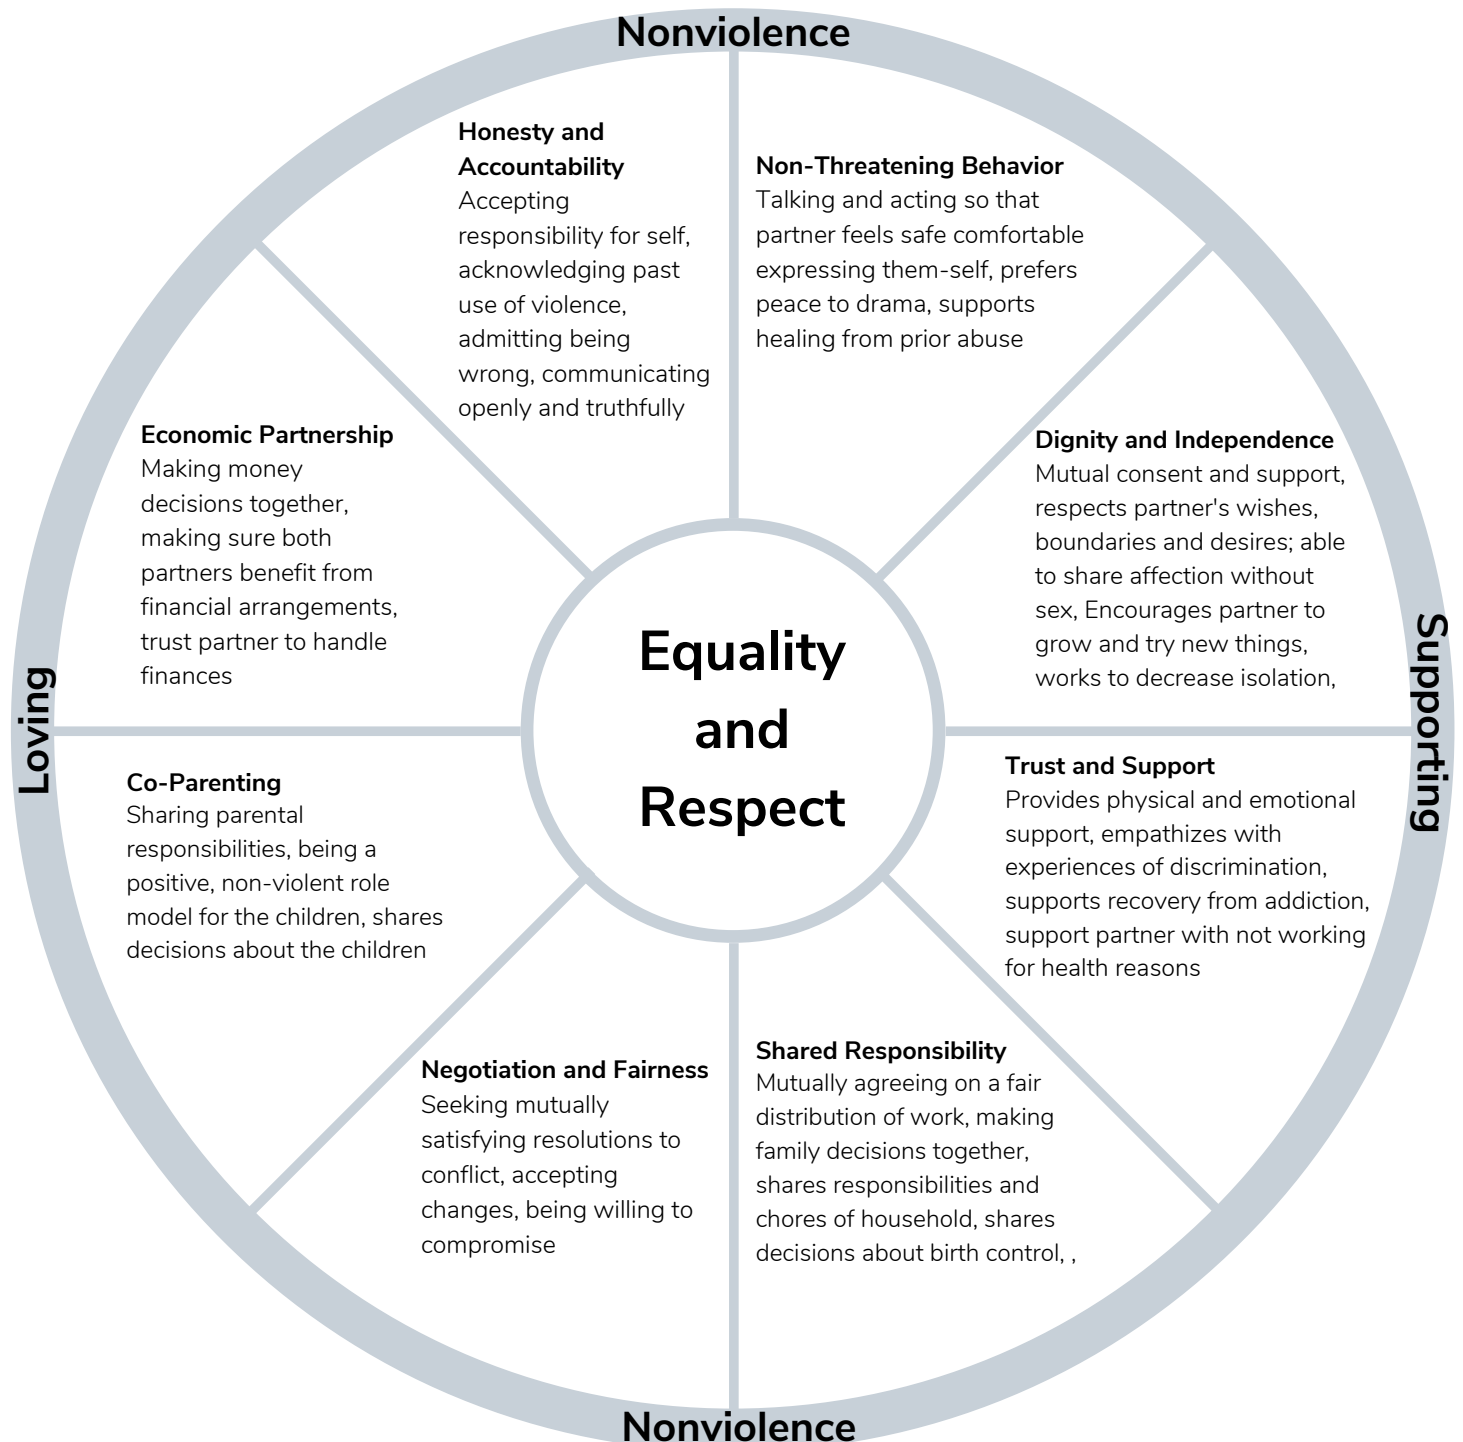 Nonviolence
Honesty and
Accountability
Accepting
responsibility for self,
acknowledging past
use of violence,
admitting being
wrong, communicating
openly and truthfully
Non-Threatening Behavior
Talking and acting so that
partner feels safe comfortable
expressing them-self, prefers
peace to drama, supports
healing from prior abuse
Economic Partnership
Making money
decisions together,
making sure both
partners benefit from
financial arrangements,
trust partner to handle
finances
Dignity and Independence
Mutual consent and support,
respects partner's wishes,
boundaries and desires; able
to share affection without
sex, Encourages partner to
grow and try new things,
works to decrease isolation,
Loving
Equality
and
Respect
Supporting
Co-Parenting
Sharing parental
responsibilities, being a
positive, non-violent role
model for the children, shares
decisions about the children
Trust and Support
Provides physical and emotional
support, empathizes with
experiences of discrimination,
supports recovery from addiction,
support partner with not working
for health reasons
Negotiation and Fairness
Seeking mutually
satisfying resolutions to
conflict, accepting
changes, being willing to
compromise
Shared Responsibility
Mutually agreeing on a fair
distribution of work, making
family decisions together,
shares responsibilities and
chores of household, shares
decisions about birth control, ,
Nonviolence